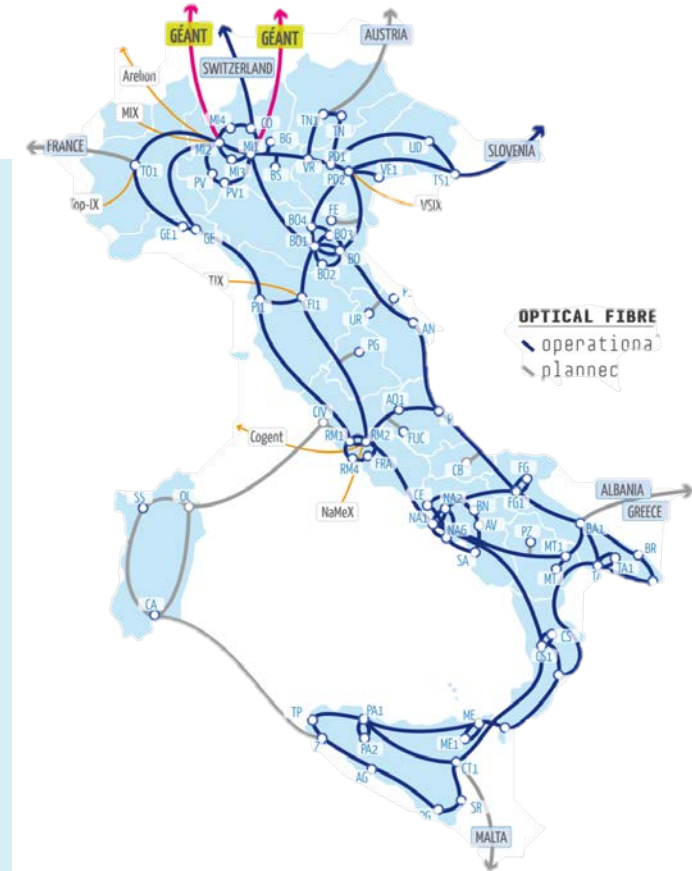 GÉANT
GÉANT
AUSTRIA
SWITZERLAND
Arelion
MIX
MI4
CO
TN1
TN
BG
FRANCE
MI2
MI1
MI3
BS
VR
PD1
PD2
UD
SLOVENIA
TO1
PV
PV1
VE1
TS1
Top-IX
VSIX
GE1
GE
FE
BO4
BO3
BO1
BO
BO2
TIX
PI1
FI1
UR
AN
OPTICAL FIBRE
operational
PG
CIV
AQ1
Cogent
RM1
RM2
FUC
RM4
FRA
CB
FG
SS
OL
NaMeX
CE
NA2
BN
FG1
ALBANIA
GREECE
NA1
NA6
AV
PZ
BA1
SA
MT1
BR
MT
TA1
CA
CS
CS1
TP
PA1
ME
PA2
ME1
AG
CT1
SR
MALTA